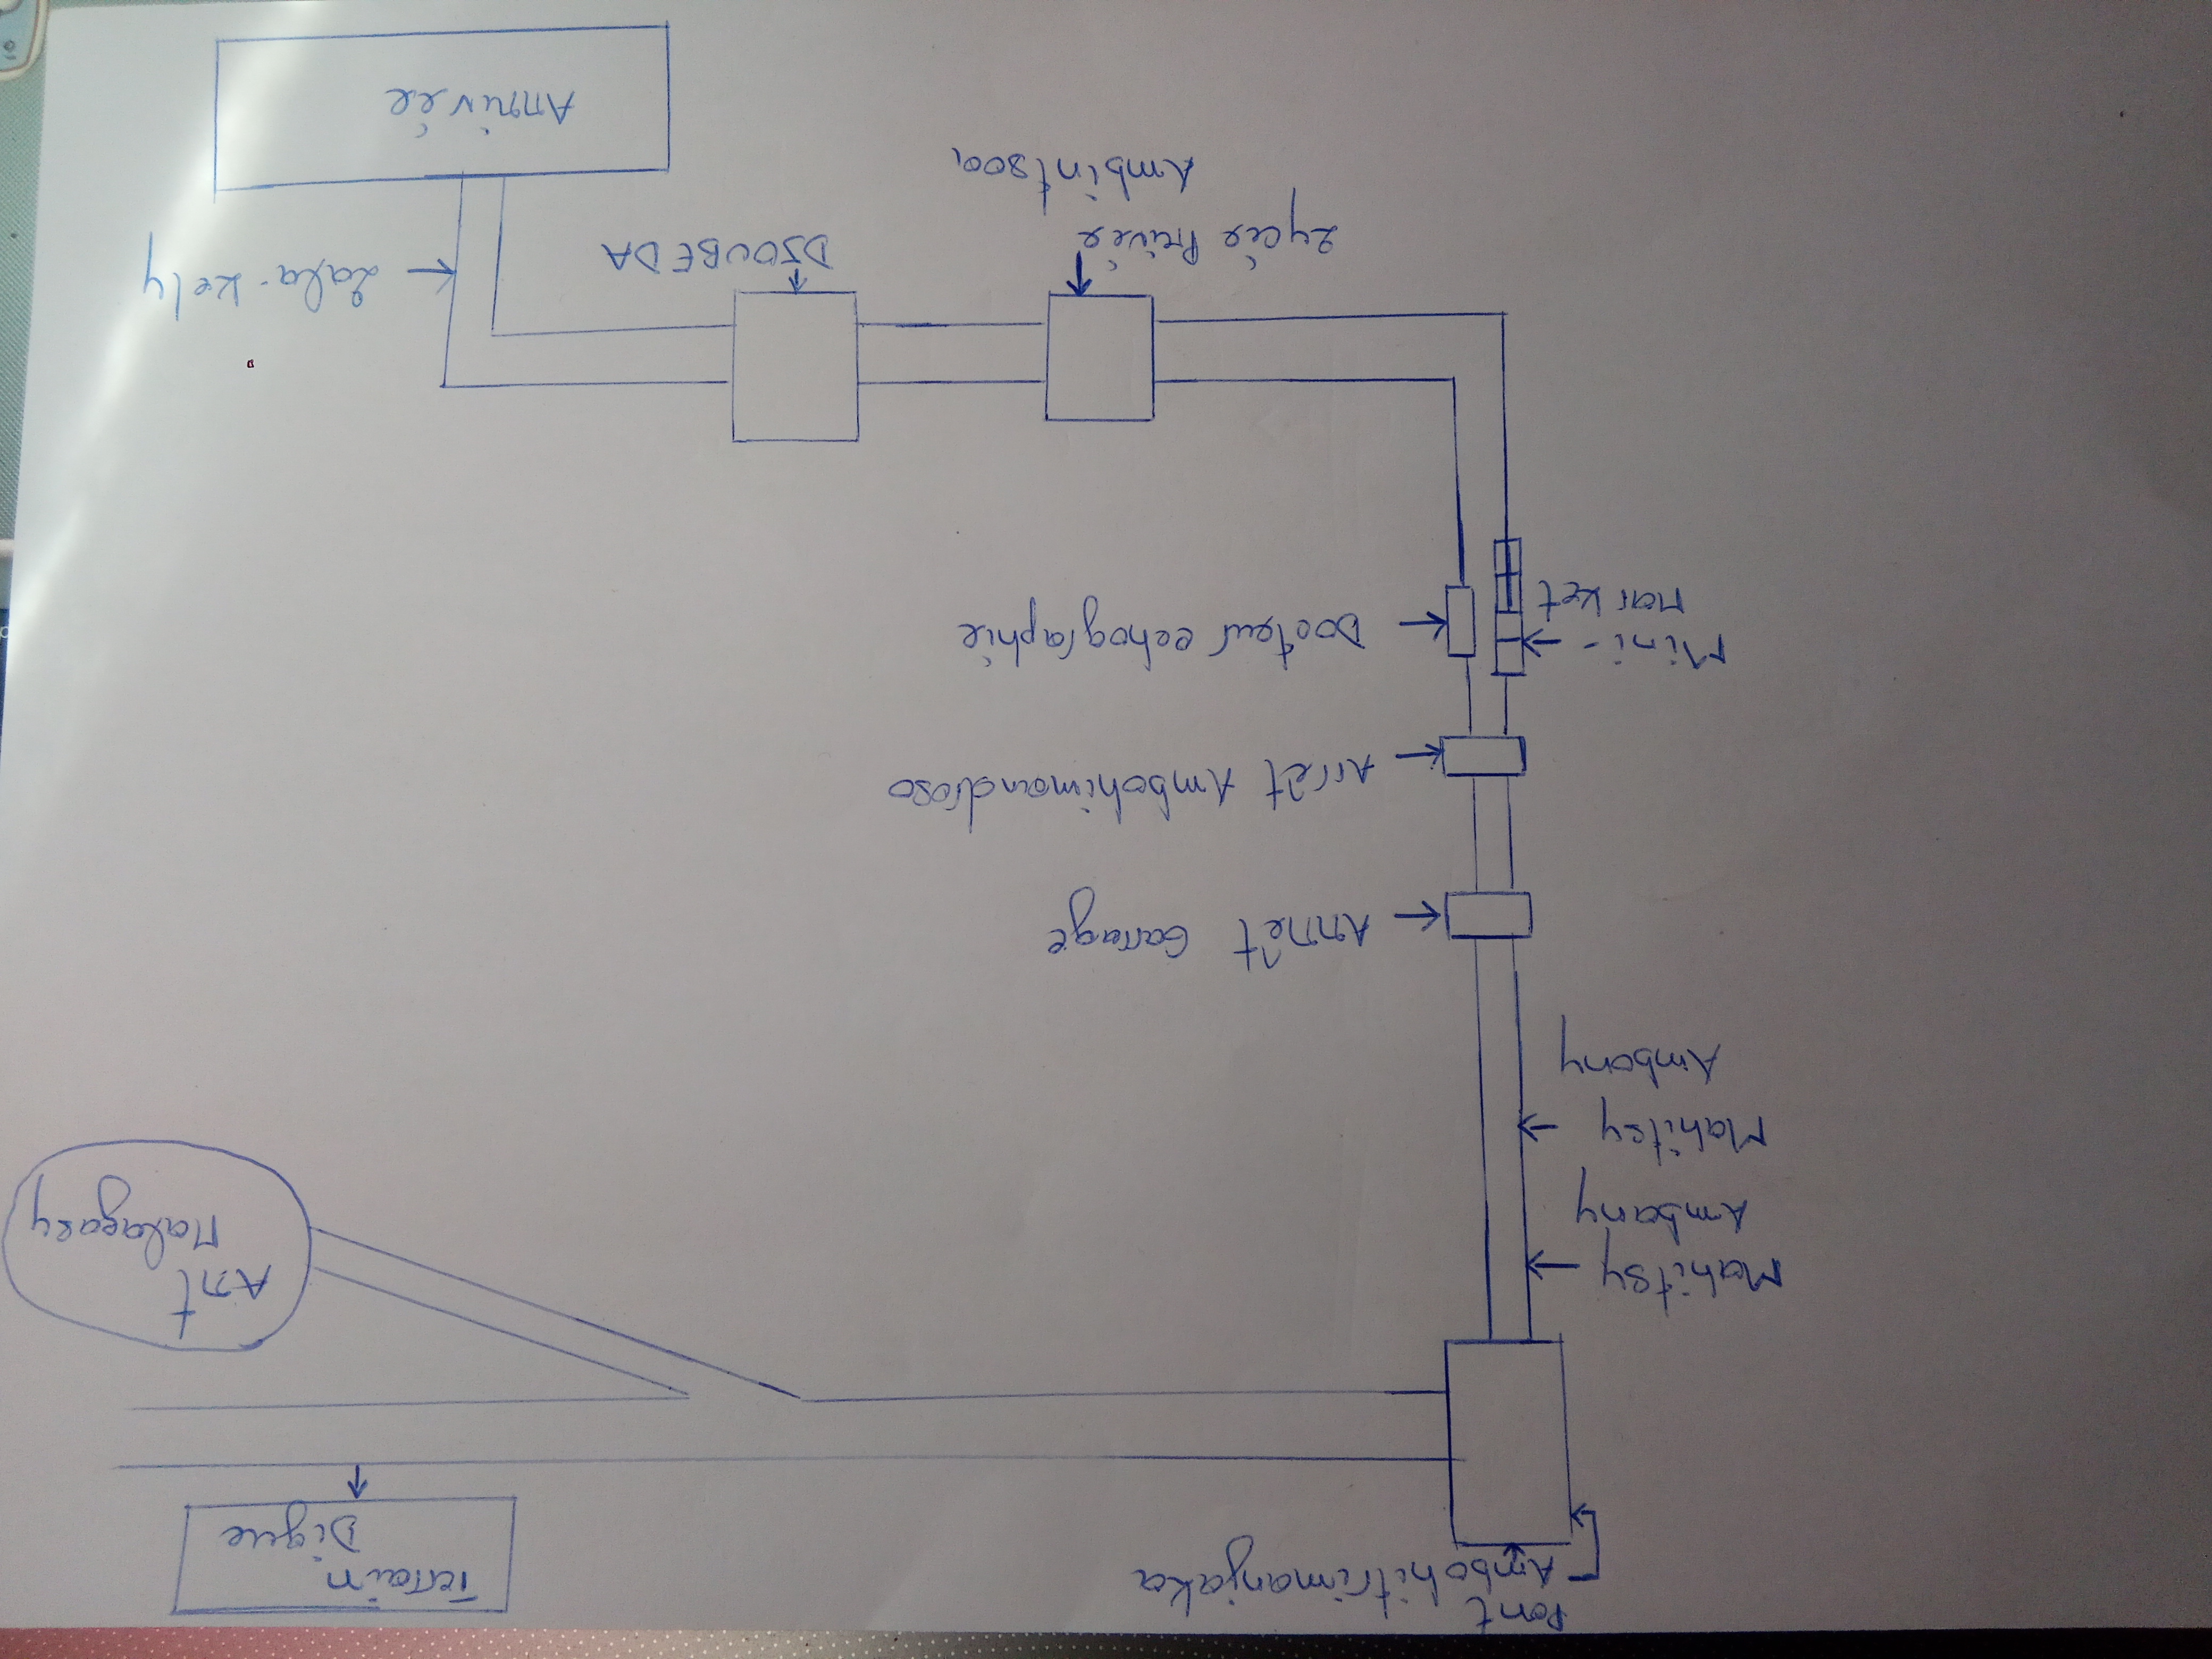 Pont
Ambohitrimanjaka
Terrain
Digue
Ant
Malagasy
Mahitsy
Ambany
Mahitsy
Ambony
Arrêt Garrage
Arrêt Ambohimandroso
Mini-
Market
Docteur echographie
Lycée Privée
Ambintsoa
DJOUBEDA
Lala-kely
Arrivée